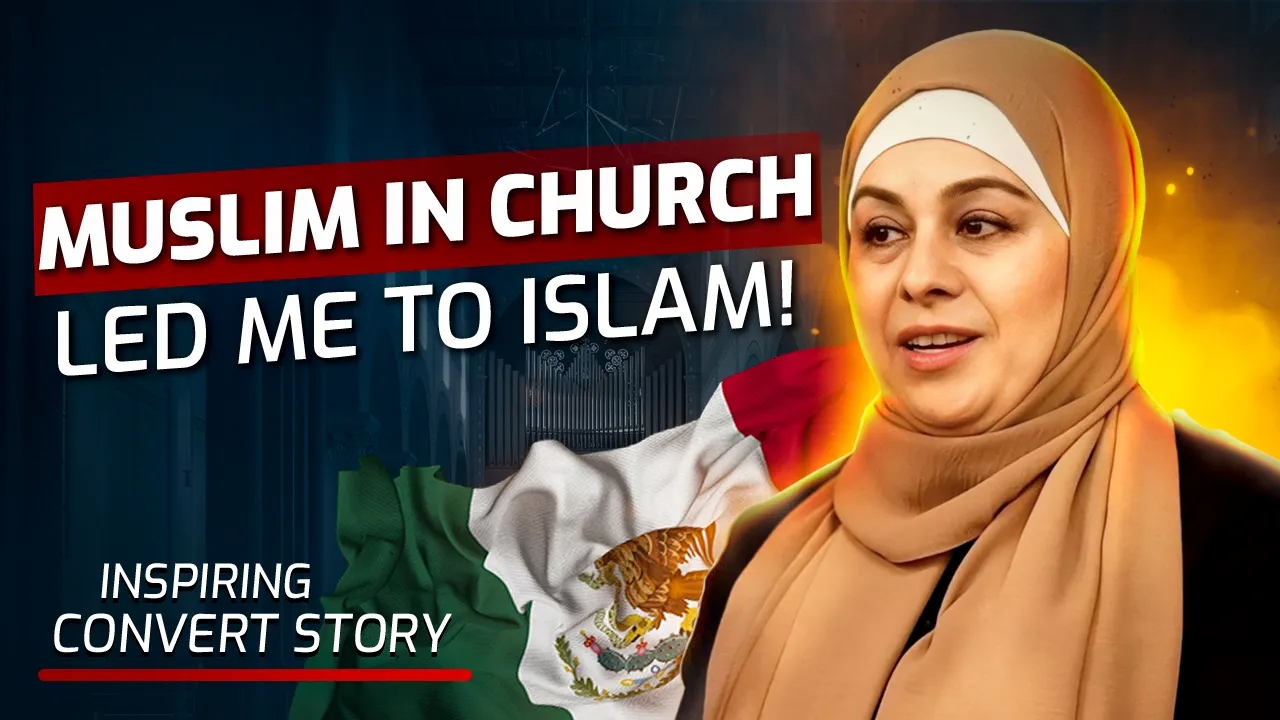 MUSLIM IN CHURCH
LED ME TO ISLAM!
INSPIRING
CONVERT STORY